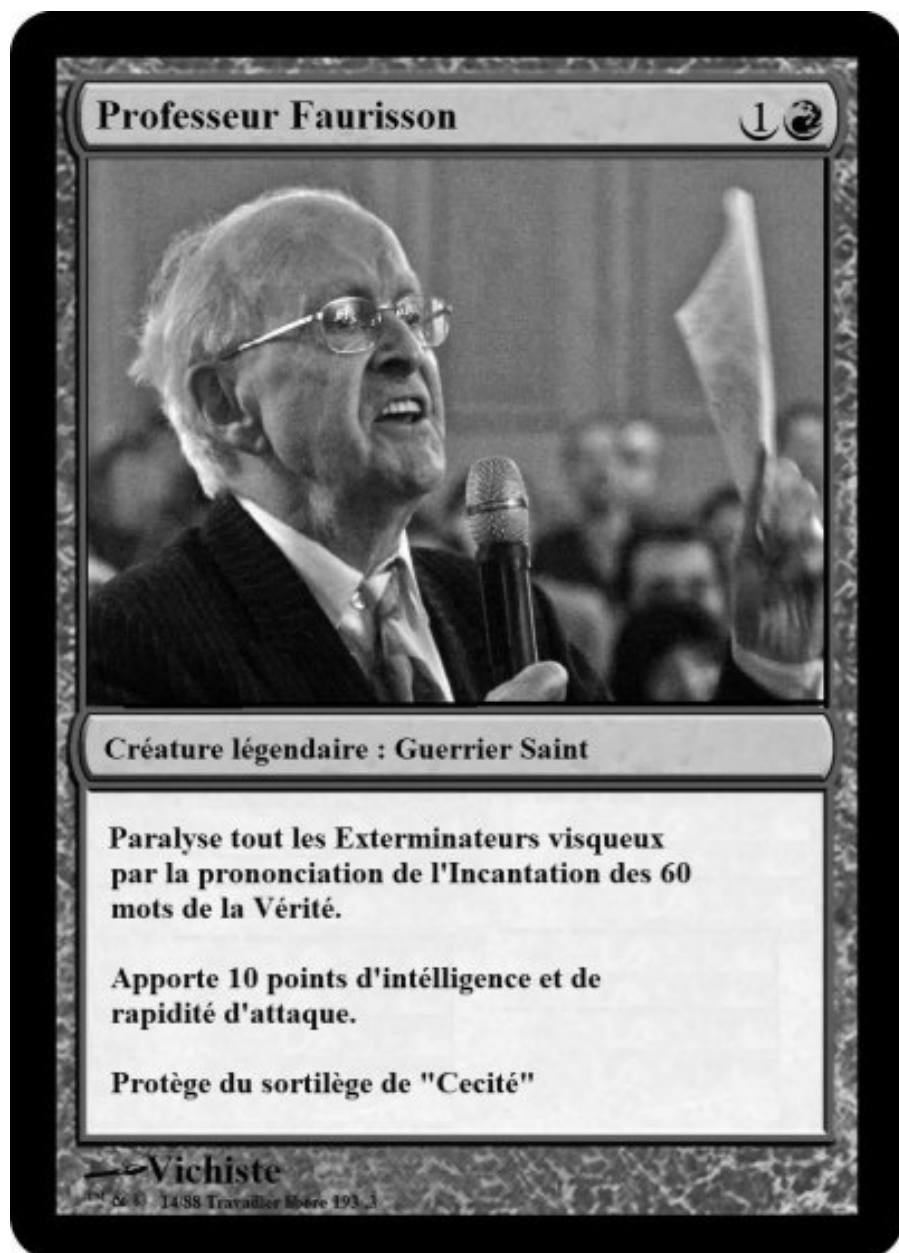 Professeur Faurisson 1
Créature légendaire : Guerrier Saint
Paralyse tout les Exterminateurs visqueux
par la prononciation de l'Incantation des 60
mots de la Vérité.
Apporte 10 points d'intélligence et de
rapidité d'attaque.
Protège du sortilège de "Cecité"
Vichiste
& © 14/88 Travailler libère 193